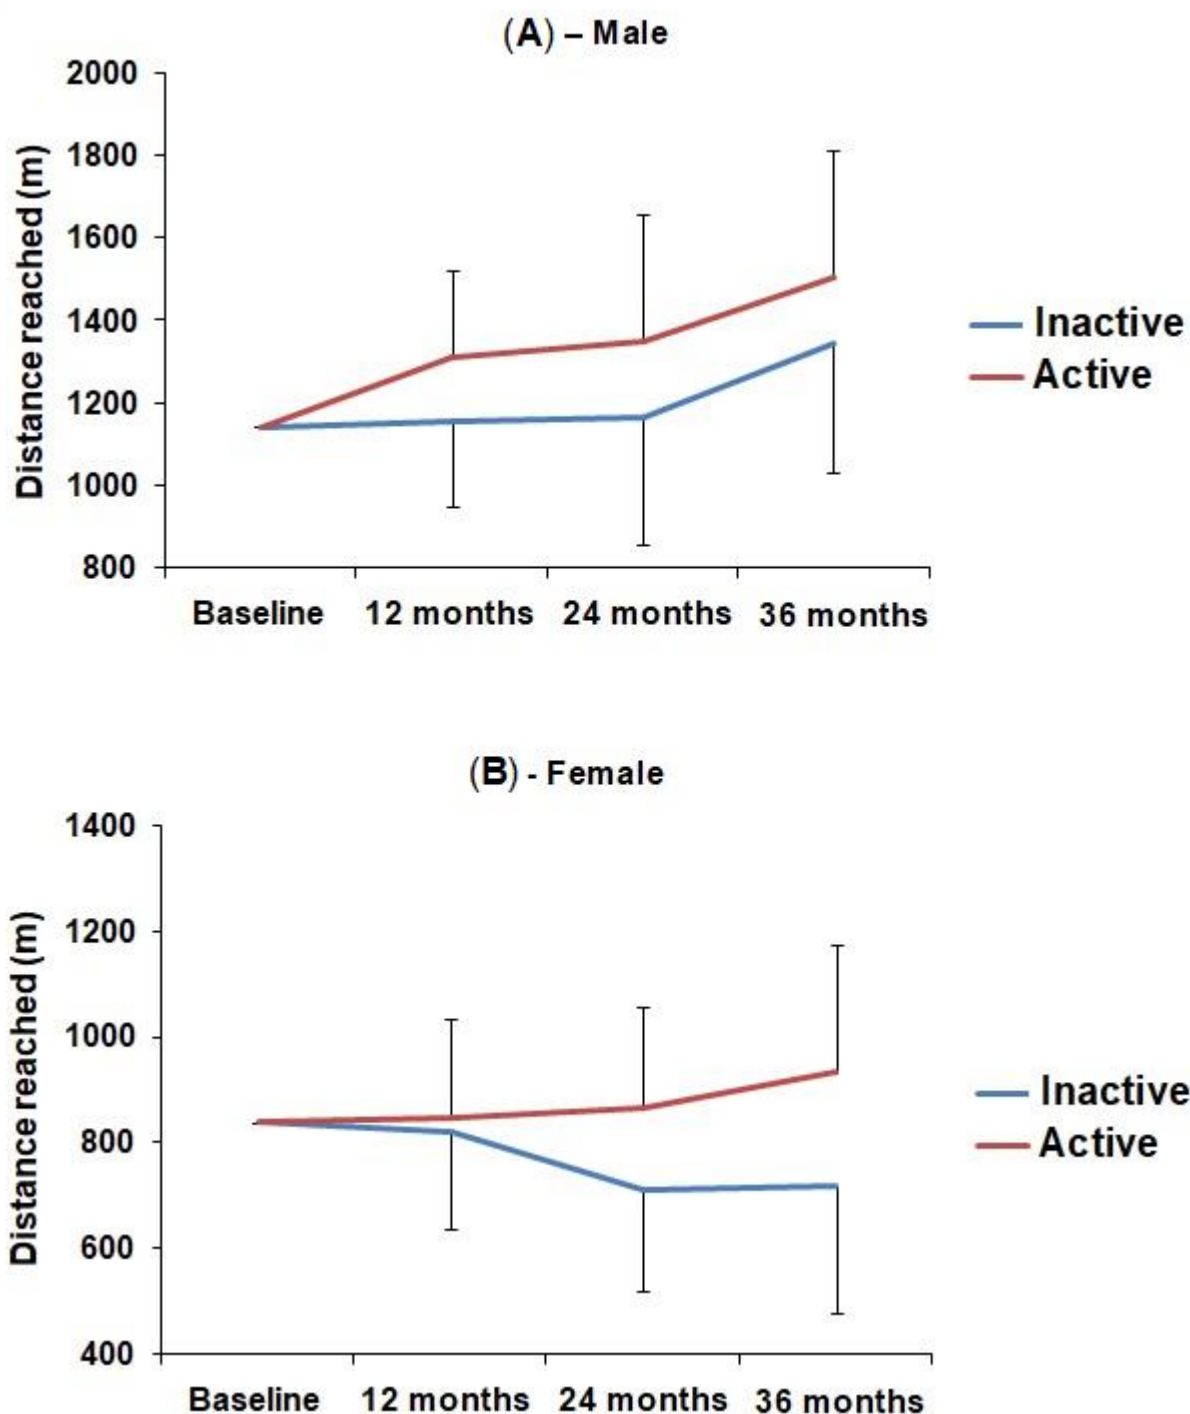 (A) – Male
Distance reached (m)
2000
1800
1600
1400
1200
1000
800
Baseline 12 months 24 months 36 months
Inactive
Active
(B) - Female
Distance reached (m)
1400
1200
1000
800
600
400
Baseline 12 months 24 months 36 months
Inactive
Active